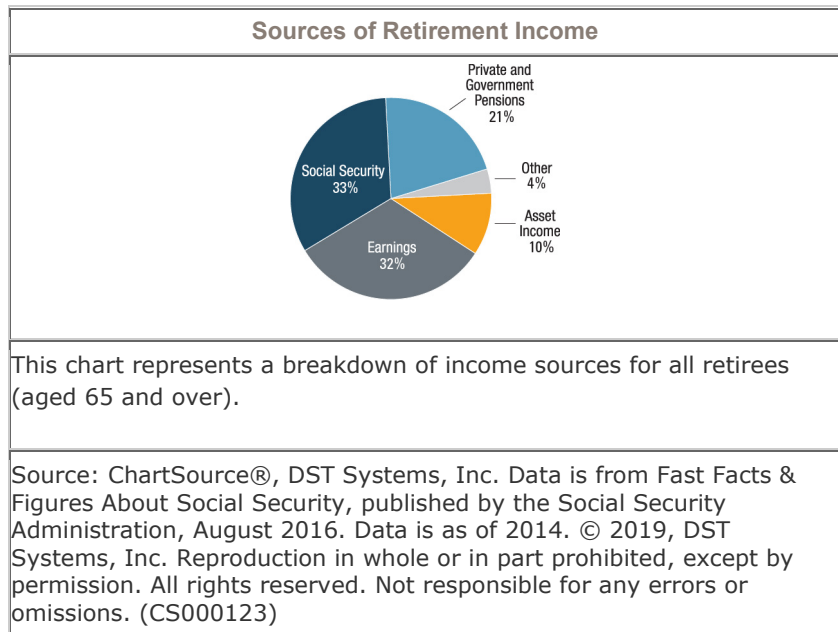 Sources of Retirement Income
Private and
Government
Pensions
21%
Social Security
33%
Other
4%
Asset
Income
10%
Earnings
32%
This chart represents a breakdown of income sources for all retirees
(aged 65 and over).
Source: ChartSource®, DST Systems, Inc. Data is from Fast Facts &
Figures About Social Security, published by the Social Security
Administration, August 2016. Data is as of 2014. © 2019, DST
Systems, Inc. Reproduction in whole or in part prohibited, except by
permission. All rights reserved. Not responsible for any errors or
omissions. (CS000123)